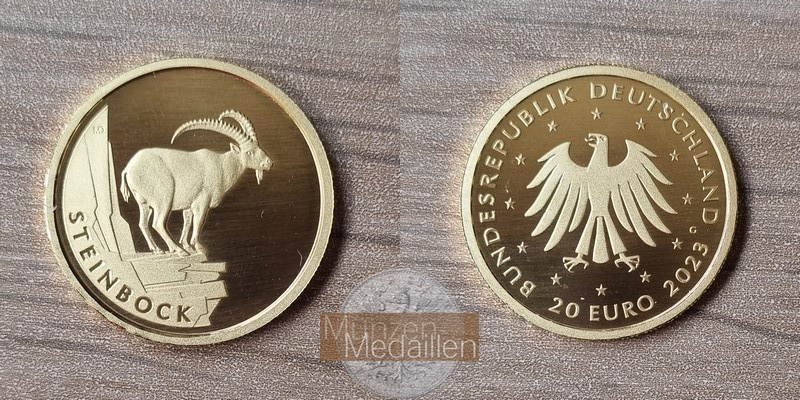 STEINBOCK
BUNDESREPUBLIK DEUTSCHLAND
G
20 EURO 2023
Münzen
Medaillen